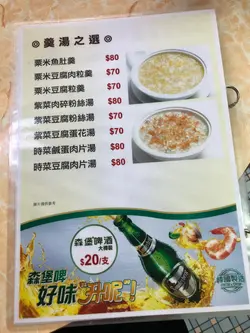 羹湯之選
粟米魚肚羹 $80
粟米豆腐肉粒羹 $70
粟米豆腐粒羹 $70
紫菜肉碎粉絲湯 $70
紫菜豆腐粉絲湯 $70
紫菜豆腐蛋花湯 $70
時菜鹹蛋肉片湯 $80
時菜豆腐肉片湯 $80
森堡啤酒
大樽裝
$20/支
森堡啤
好味